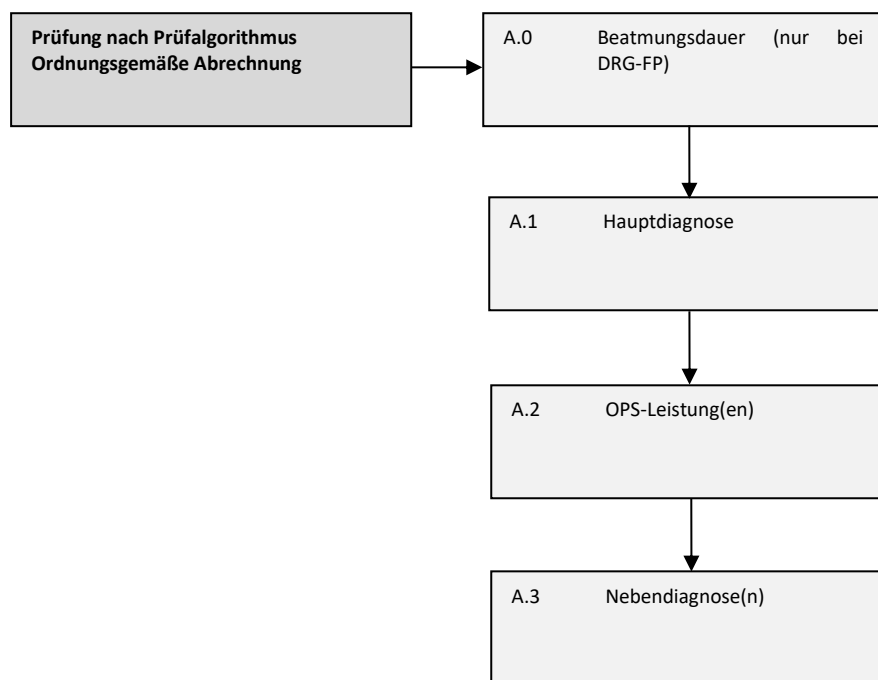 Prüfung nach Prüfalgorithmus
Ordnungsgemäße Abrechnung
A.0 Beatmungsdauer (nur bei
DRG-FP)
A.1 Hauptdiagnose
A.2 OPS-Leistung(en)
A.3 Nebendiagnose(n)